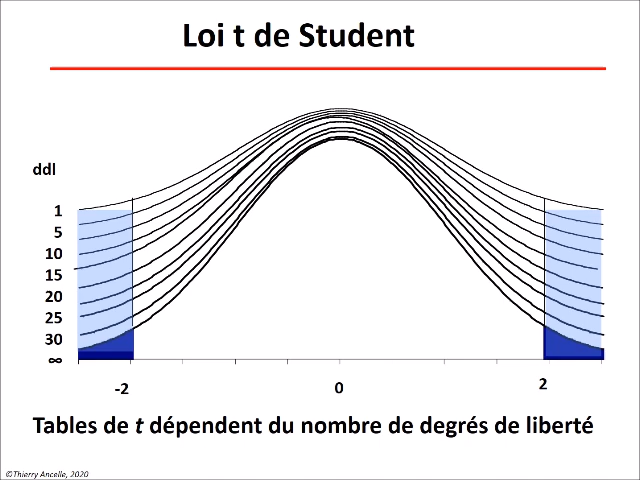 Loi t de Student
ddl
1
5
10
15
20
25
30
∞
-2 0 2
Tables de t dépendent du nombre de degrés de liberté
©Thierry Ancelle, 2020